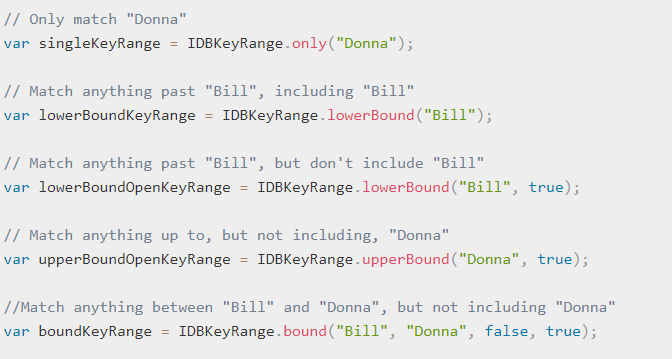 // Only match "Donna"
var singleKeyRange = IDBKeyRange.only("Donna");
// Match anything past "Bill", including "Bill"
var lowerBoundKeyRange = IDBKeyRange.lowerBound("Bill");
// Match anything past "Bill", but don't include "Bill"
var lowerBoundOpenKeyRange = IDBKeyRange.lowerBound("Bill", true);
// Match anything up to, but not including, "Donna"
var upperBoundOpenKeyRange = IDBKeyRange.upperBound("Donna", true);
//Match anything between "Bill" and "Donna", but not including "Donna"
var boundKeyRange = IDBKeyRange.bound("Bill", "Donna", false, true);